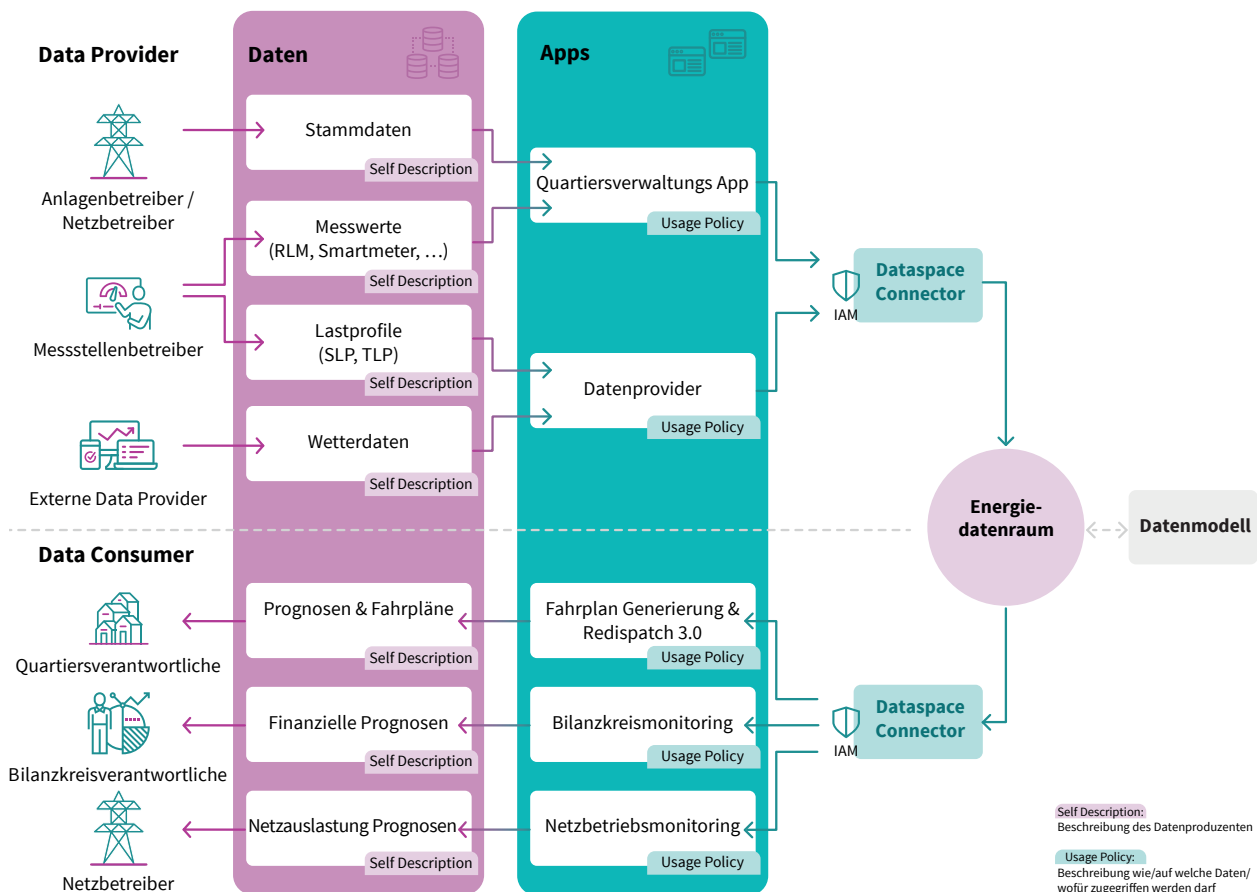 Data Provider
Daten
Apps
Anlagenbetreiber /
Netzbetreiber
Stammdaten
Self Description
Quartiersverwaltungs App
Usage Policy
Messstellenbetreiber
Messwerte
(RLM, Smartmeter, …)
Self Description
Lastprofile
(SLP, TLP)
Self Description
Datenprovider
Usage Policy
Externe Data Provider
Wetterdaten
Self Description
IAM
Dataspace
Connector
Energie-
datenraum
Datenmodell
Data Consumer
Quartiersverantwortliche
Prognosen & Fahrpläne
Self Description
Fahrplan Generierung &
Redispatch 3.0
Usage Policy
Bilanzkreisverantwortliche
Finanzielle Prognosen
Self Description
Bilanzkreismonitoring
Usage Policy
IAM
Dataspace
Connector
Netzbetreiber
Netzauslastung Prognosen
Self Description
Netzbetriebsmonitoring
Usage Policy
Self Description:
Beschreibung des Datenproduzenten
Usage Policy:
Beschreibung wie/auf welche Daten/
wofür zugegriffen werden darf